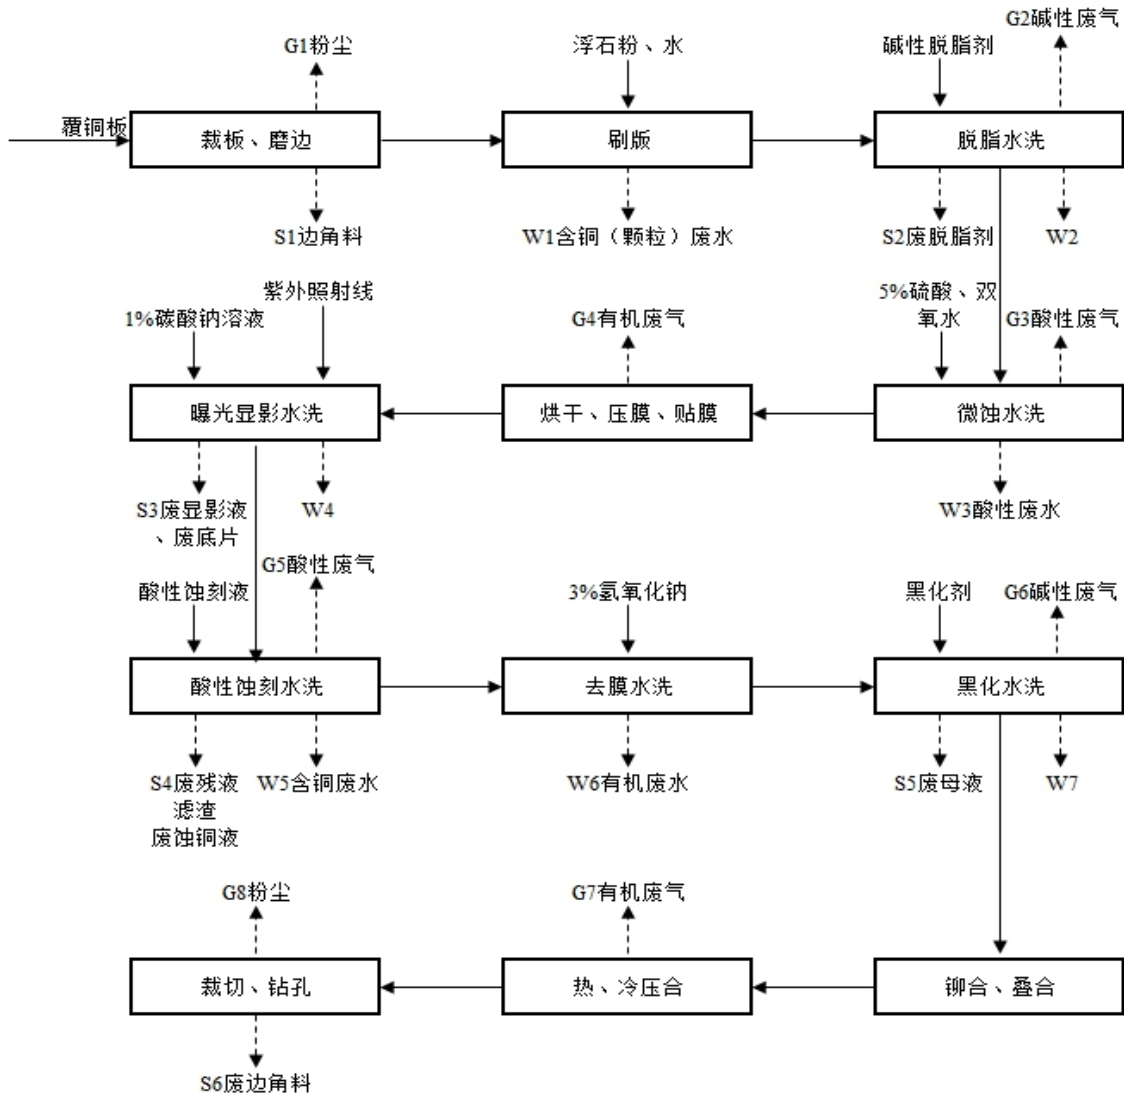 G2碱性废气
G1粉尘
浮石粉、水
碱性脱脂剂
覆铜板
裁板、磨边
刷版
脱脂水洗
S1边角料
W1含铜（颗粒）废水
S2废脱脂剂
W2
紫外照射线
5%硫酸、双
氧水
1%碳酸钠溶液
G4有机废气
G3酸性废气
曝光显影水洗
烘干、压膜、贴膜
微蚀水洗
S3废显影液
、废底片
W4
W3酸性废水
G5酸性废气
酸性蚀刻液
3%氢氧化钠
黑化剂
G6碱性废气
酸性蚀刻水洗
去膜水洗
黑化水洗
S4废残液
滤渣
废蚀铜液
W5含铜废水
W6有机废水
S5废母液
W7
G8粉尘
G7有机废气
裁切、钻孔
热、冷压合
铆合、叠合
S6废边角料